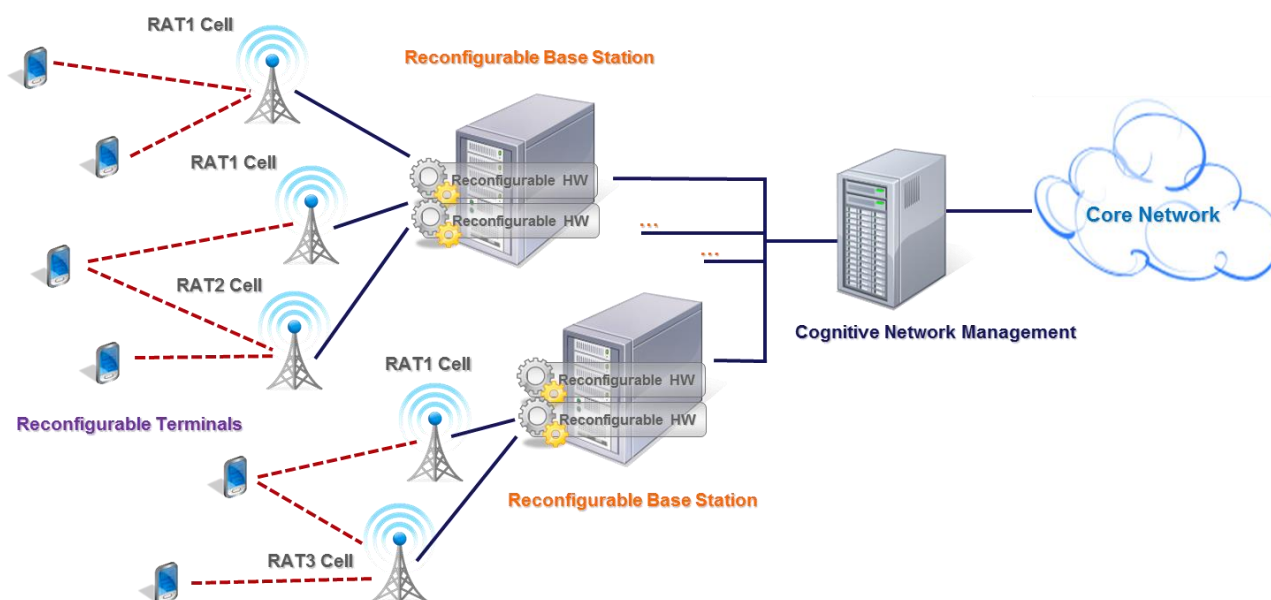 RAT1 Cell
Reconfigurable Base Station
RAT1 Cell
Reconfigurable HW
Reconfigurable HW
Core Network
...
...
RAT2 Cell
Cognitive Network Management
RAT1 Cell
Reconfigurable HW
Reconfigurable HW
Reconfigurable Terminals
Reconfigurable Base Station
RAT3 Cell